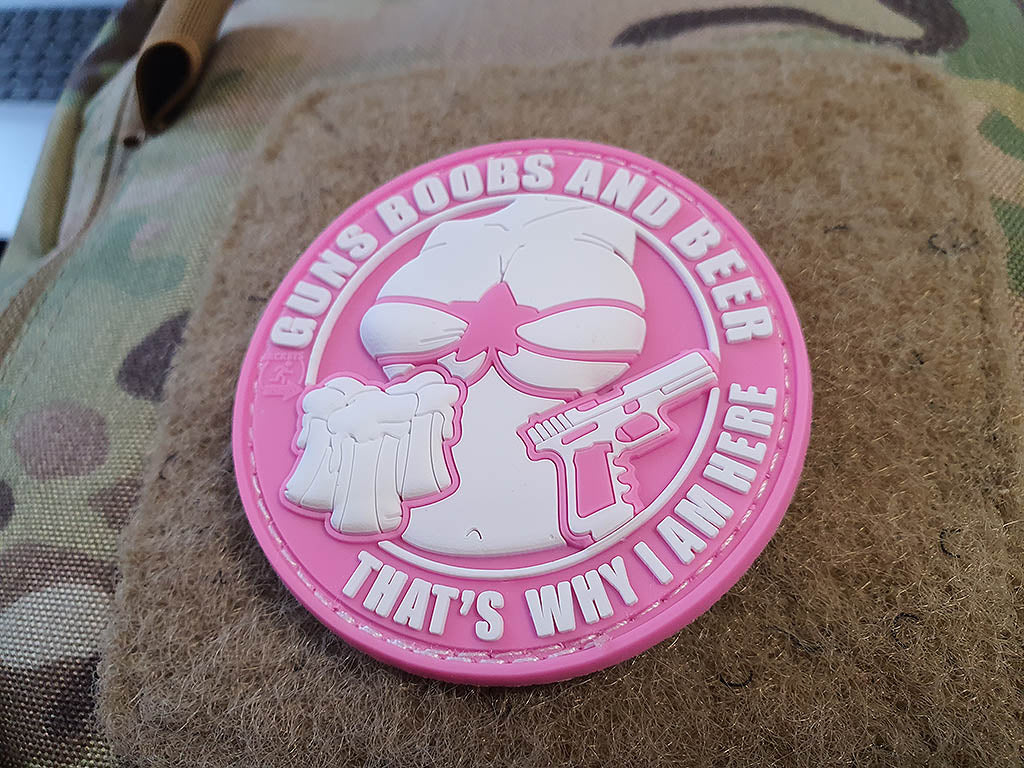 GUNS BOOBS AND BEER
THAT'S WHY I AM HERE